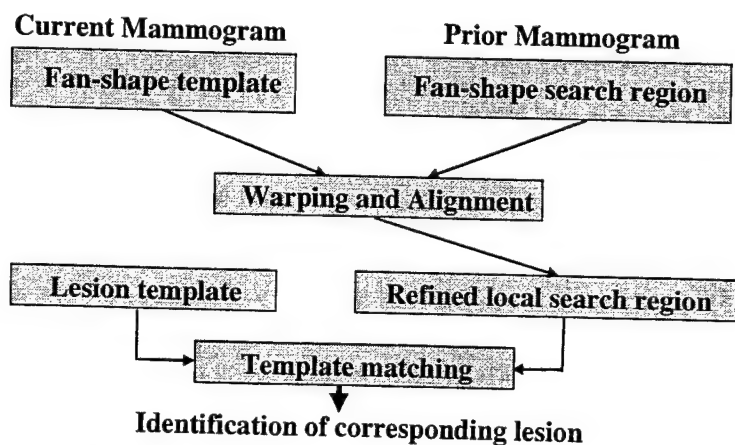 Current Mammogram
Prior Mammogram
Fan-shape template
Fan-shape search region
Warping and Alignment
Lesion template
Refined local search region
Template matching
Identification of corresponding lesion